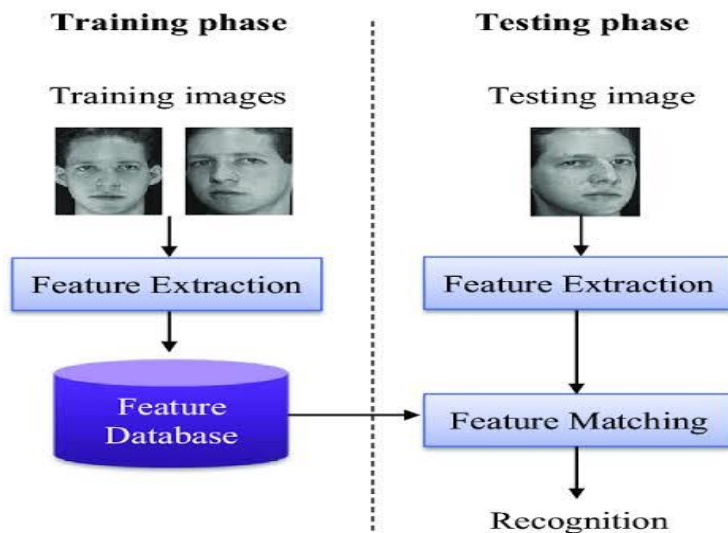 Training phase
Training images
Feature Extraction
Feature
Database
Testing phase
Testing image
Feature Extraction
Feature Matching
Recognition